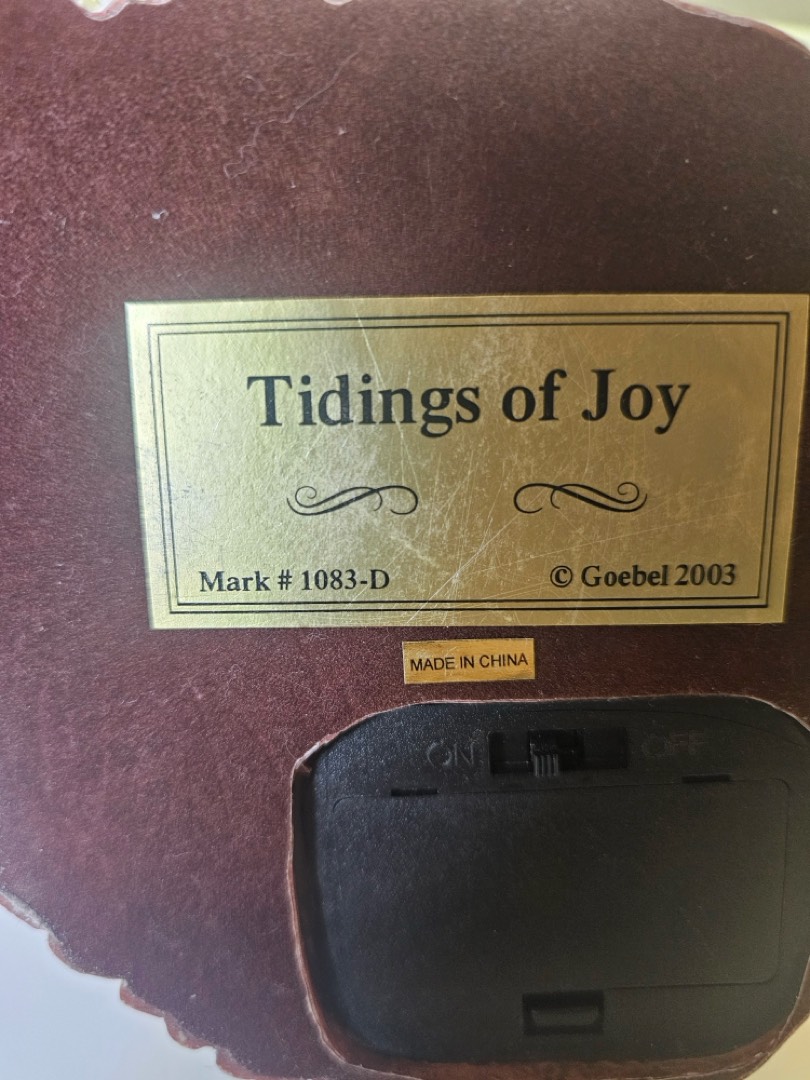 Tidings of Joy
Mark # 1083-D
© Goebel 2003
MADE IN CHINA
ON OFF